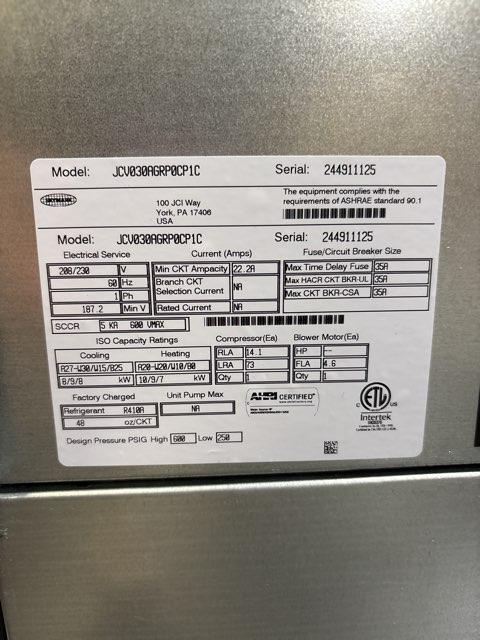 Model: JCV030AGRP0CP1C Serial: 244911125
100 JCI Way
York, PA 17406
USA
The equipment complies with the
requirements of ASHRAE standard 90.1
Model: JCV030AGRP0CP1C Serial: 244911125
Electrical Service
208/230 V
60 Hz
1 Ph
187.2 Min V
SCCR 5 KA 600 VMAX
Current (Amps)
Min CKT Ampacity 22.2A
Branch CKT
Selection Current NA
Rated Current NA
Fuse/Circuit Breaker Size
Max Time Delay Fuse 35A
Max HACR CKT BKR-UL 35A
Max CKT BKR-CSA 35A
ISO Capacity Ratings
Cooling Heating
R27-W30/W15/B25 R20-W20/W10/B0
8/9/8 kW 10/9/7 kW
Compressor(Ea)
RLA 14.1
LRA 73
Qty 1
Blower Motor(Ea)
HP --
FLA 4.6
Qty 1
Factory Charged
Refrigerant R410A
48 oz/CKT
Unit Pump Max
NA
Design Pressure PSIG High 600 Low 250
CERTIFIED
ETL
C US
Intertek